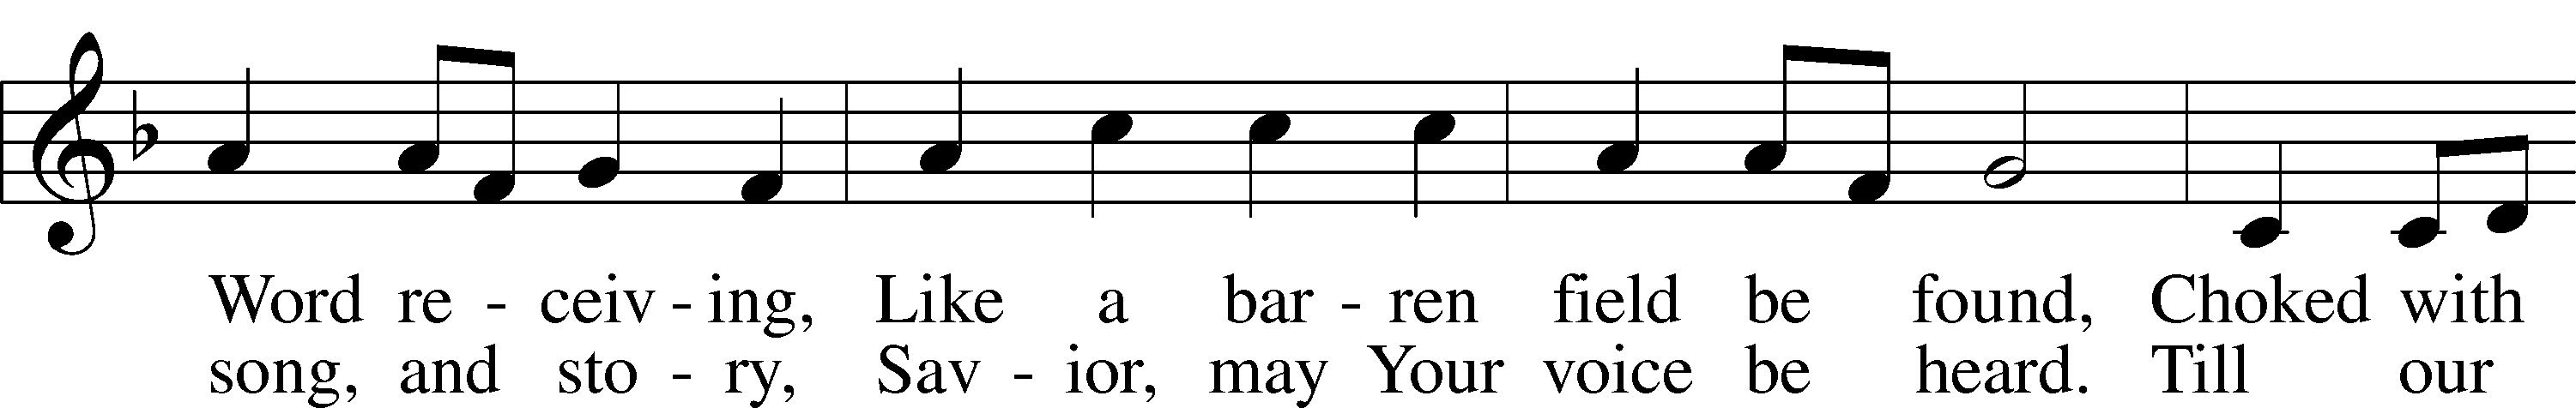 Word re - ceiv - ing, Like a bar - ren field be found, Choked with
song, and sto - ry, Sav - ior, may Your voice be heard. Till our